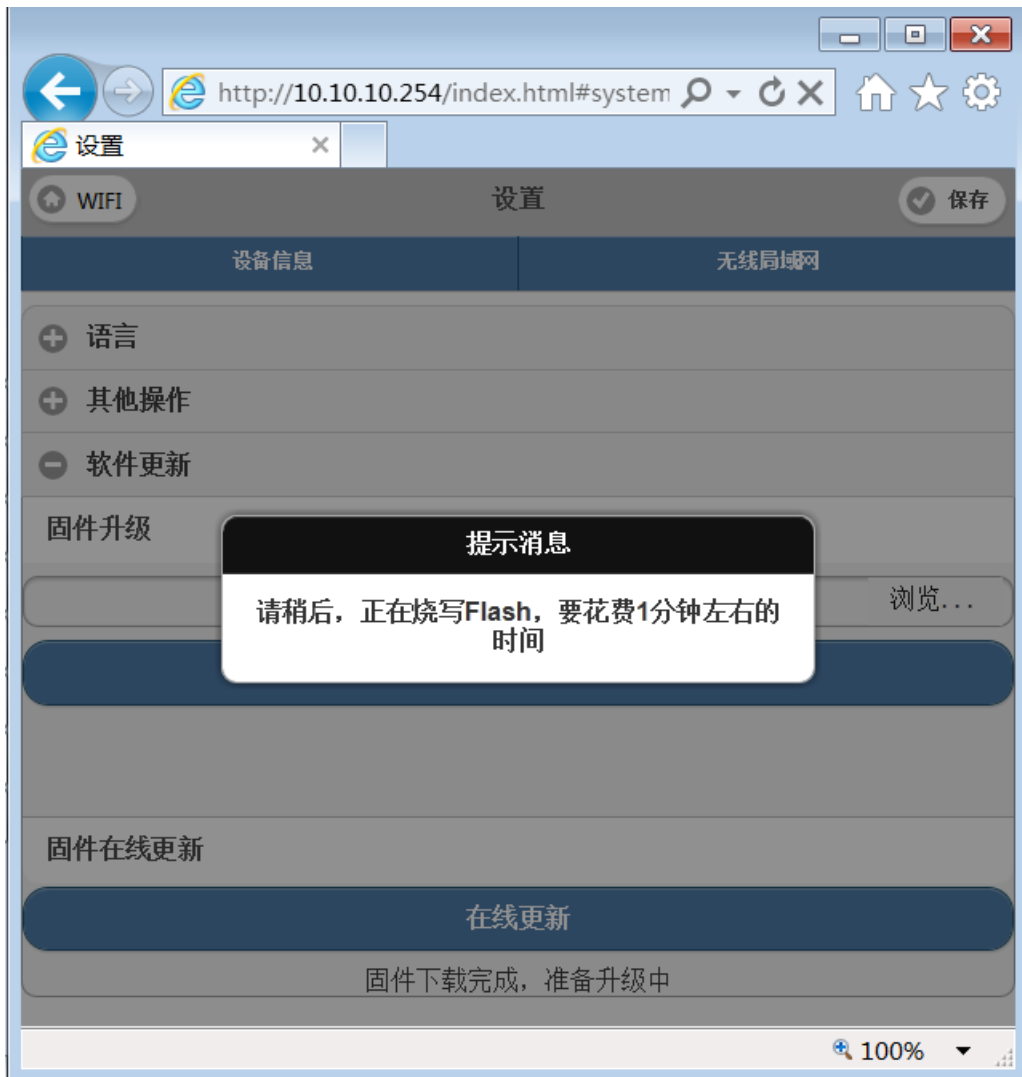 http://10.10.10.254/index.html#system
设置
WIFI
设置
保存
设备信息
无线局域网
语言
其他操作
软件更新
固件升级
提示消息
请稍后，正在烧写Flash，要花费1分钟左右的
时间
浏览...
固件在线更新
在线更新
固件下载完成，准备升级中
100%